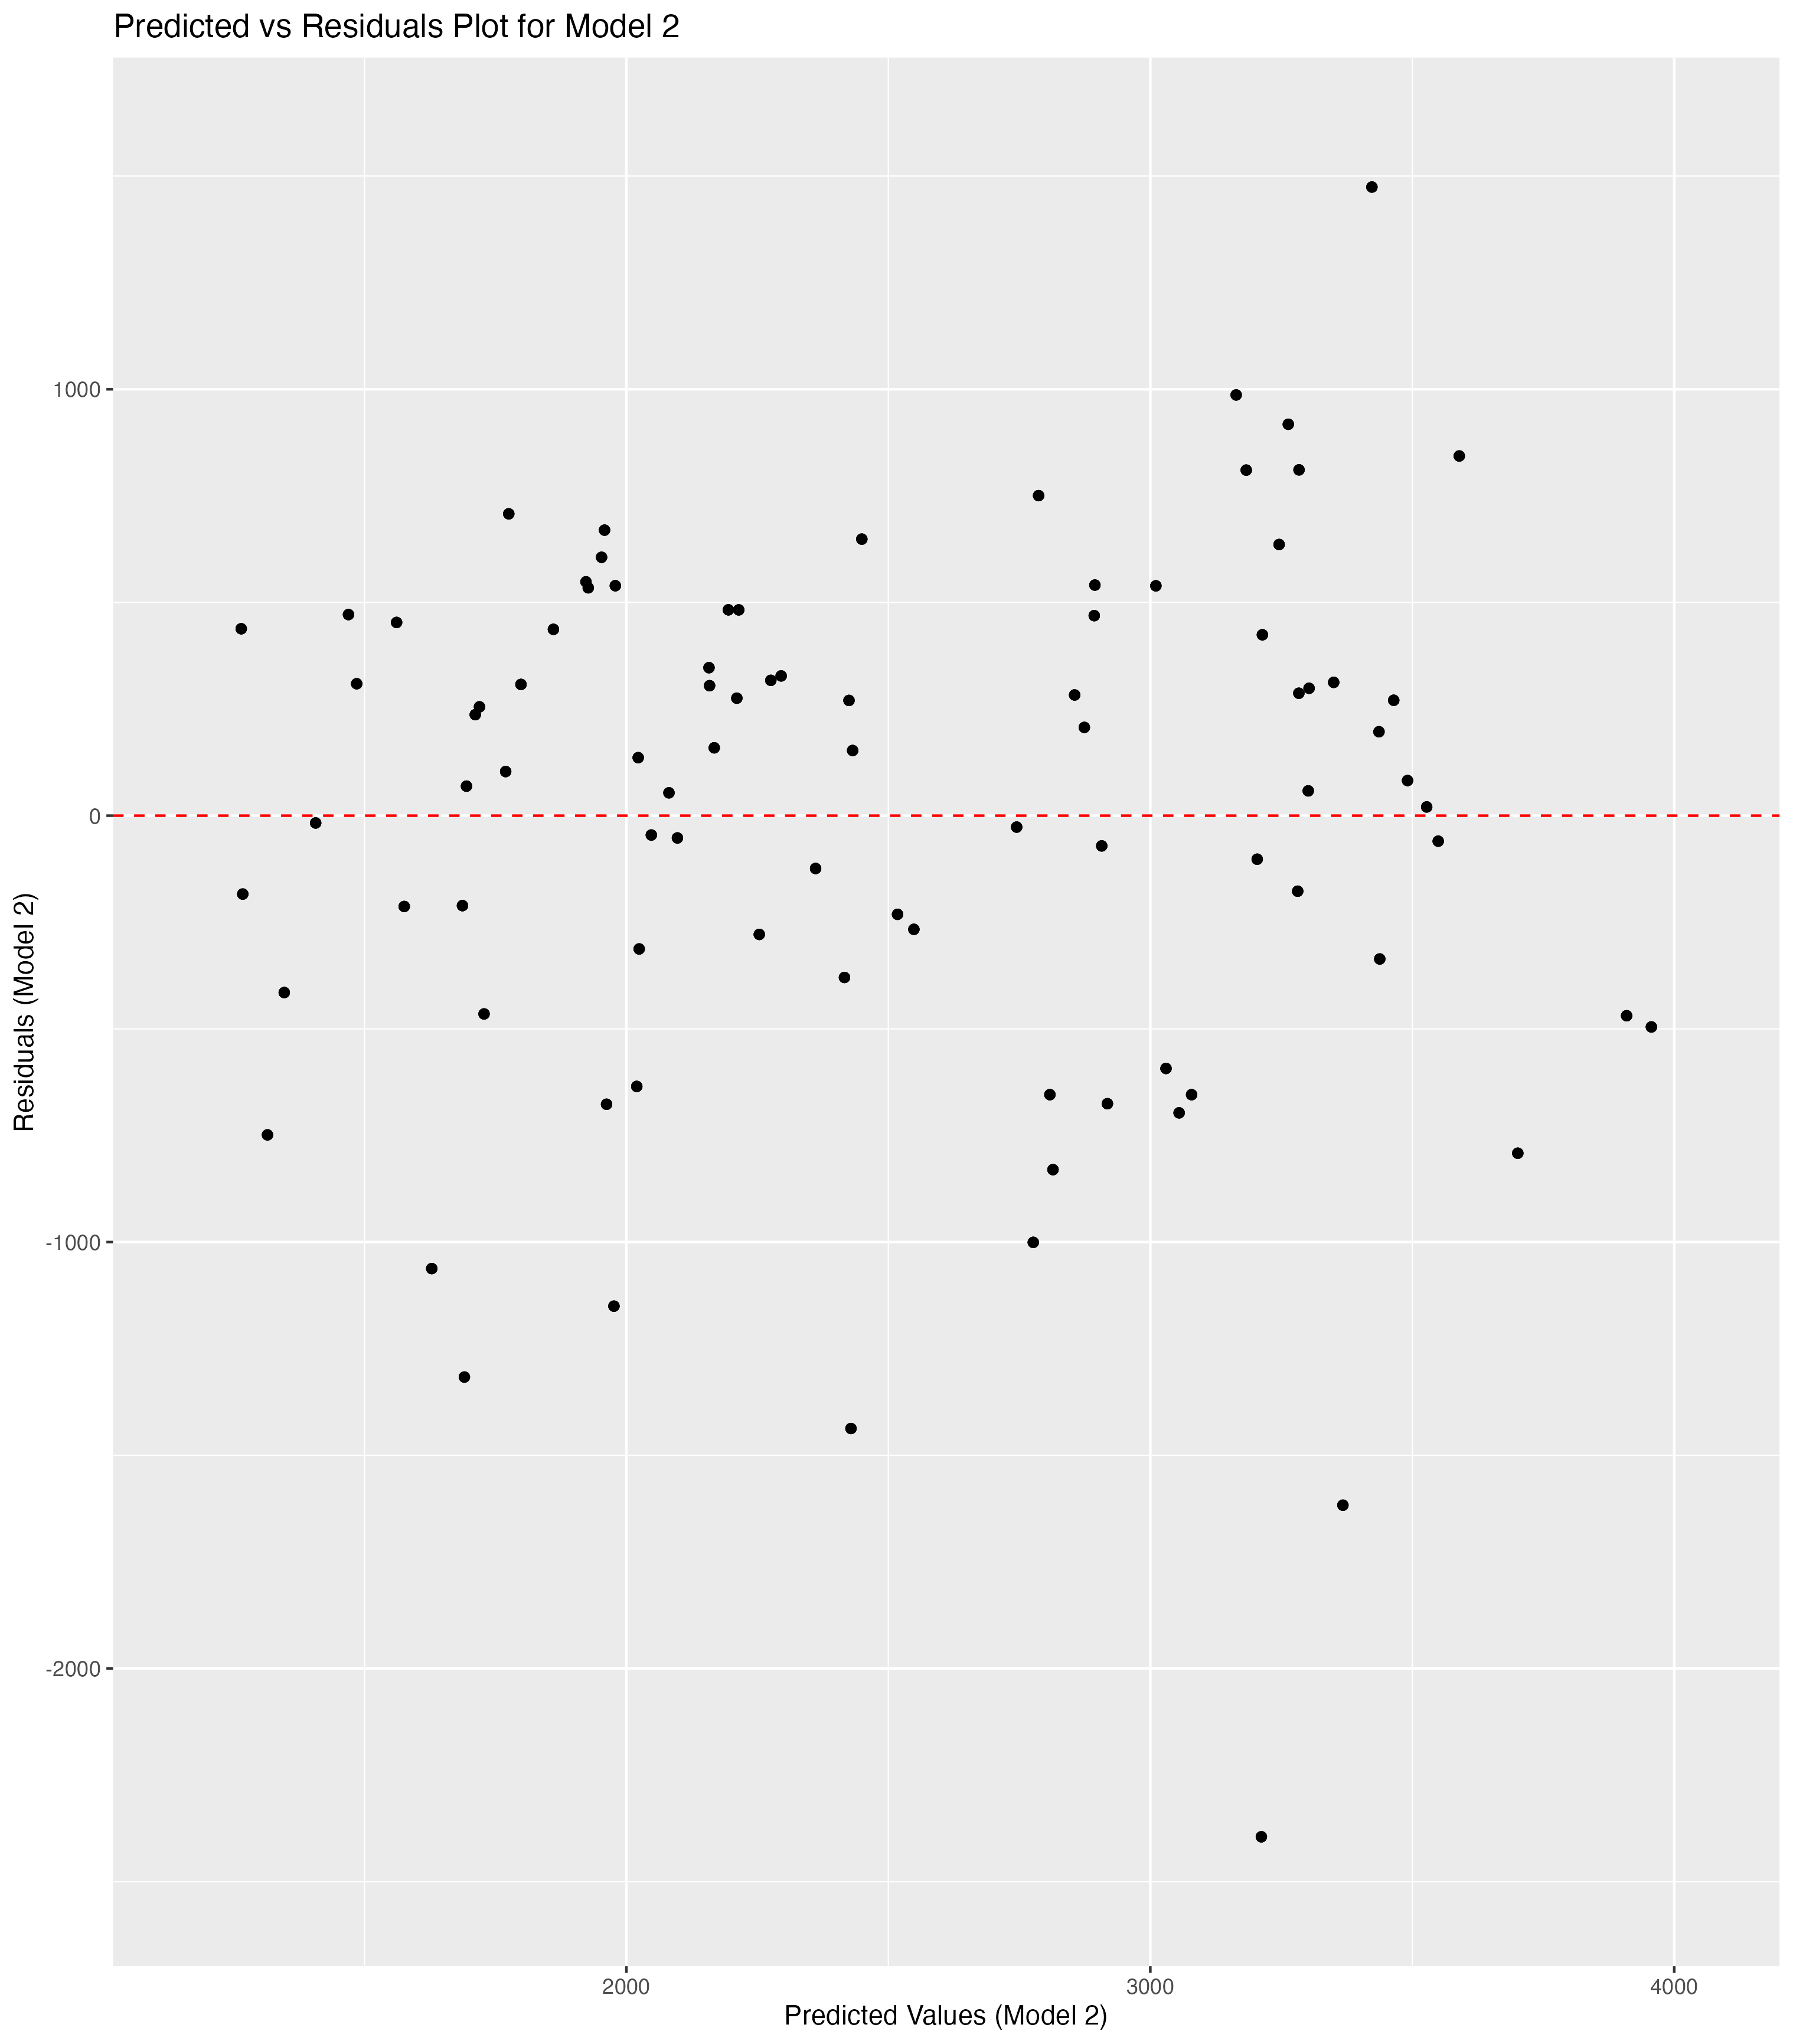 Predicted vs Residuals Plot for Model 2
Residuals (Model 2)
1000
0
-1000
-2000
2000 3000 4000
Predicted Values (Model 2)